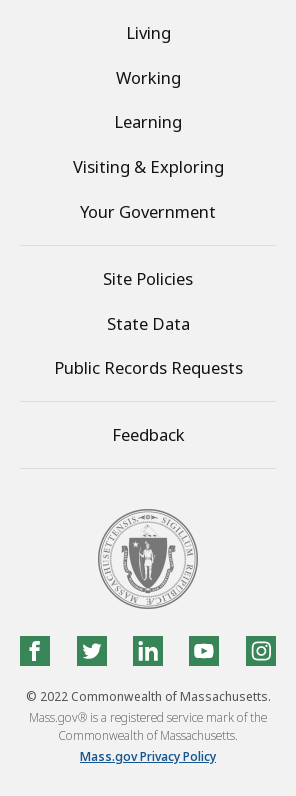 Living
Working
Learning
Visiting & Exploring
Your Government
Site Policies
State Data
Public Records Requests
Feedback
SIGILLUM REIPUBLICÆ MASSACHUSETTENSIS
© 2022 Commonwealth of Massachusetts.
Mass.gov® is a registered service mark of the
Commonwealth of Massachusetts.
Mass.gov Privacy Policy